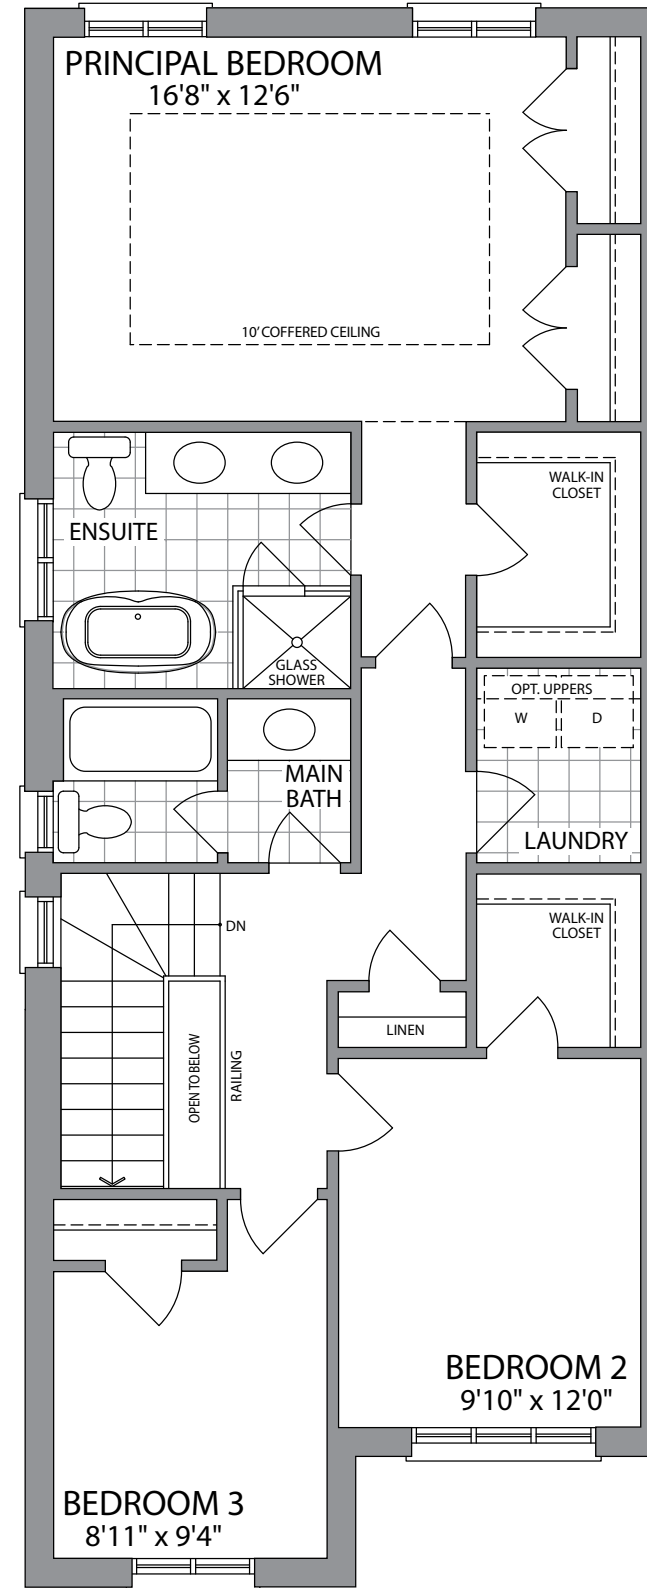 PRINCIPAL BEDROOM
16'8" x 12'6"
10' COFFERED CEILING
WALK-IN
CLOSET
ENSUITE
GLASS
SHOWER
OPT. UPPERS
W
D
MAIN
BATH
LAUNDRY
WALK-IN
CLOSET
DN
LINEN
OPEN TO BELOW
RAILING
BEDROOM 2
9'10" x 12'0"
BEDROOM 3
8'11" x 9'4"